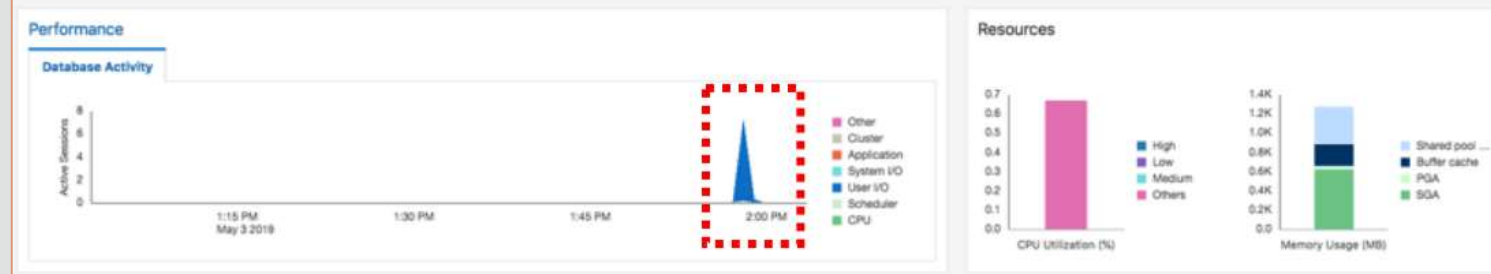 Performance
Database Activity
Active Sessions
8
6
4
2
0
1:15 PM
May 3 2019
1:30 PM
1:45 PM
2:00 PM
Other
Cluster
Application
System I/O
User I/O
Scheduler
CPU
Resources
0.7
0.6
0.5
0.4
0.3
0.2
0.1
0.0
CPU Utilization (%)
High
Low
Medium
Others
1.4K
1.2K
1.0K
0.8K
0.6K
0.4K
0.2K
0.0
Memory Usage (MB)
Shared pool ...
Buffer cache
PGA
SGA